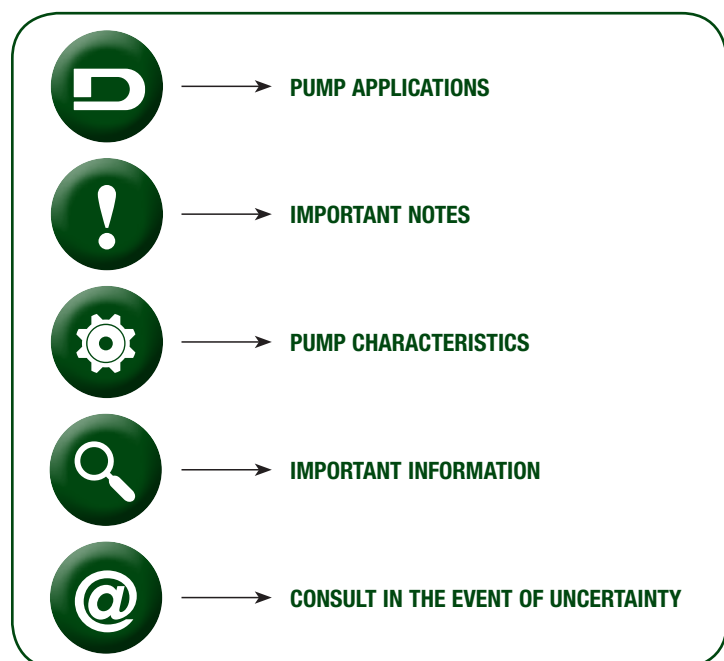 D
PUMP APPLICATIONS
!
IMPORTANT NOTES
PUMP CHARACTERISTICS
IMPORTANT INFORMATION
@
CONSULT IN THE EVENT OF UNCERTAINTY